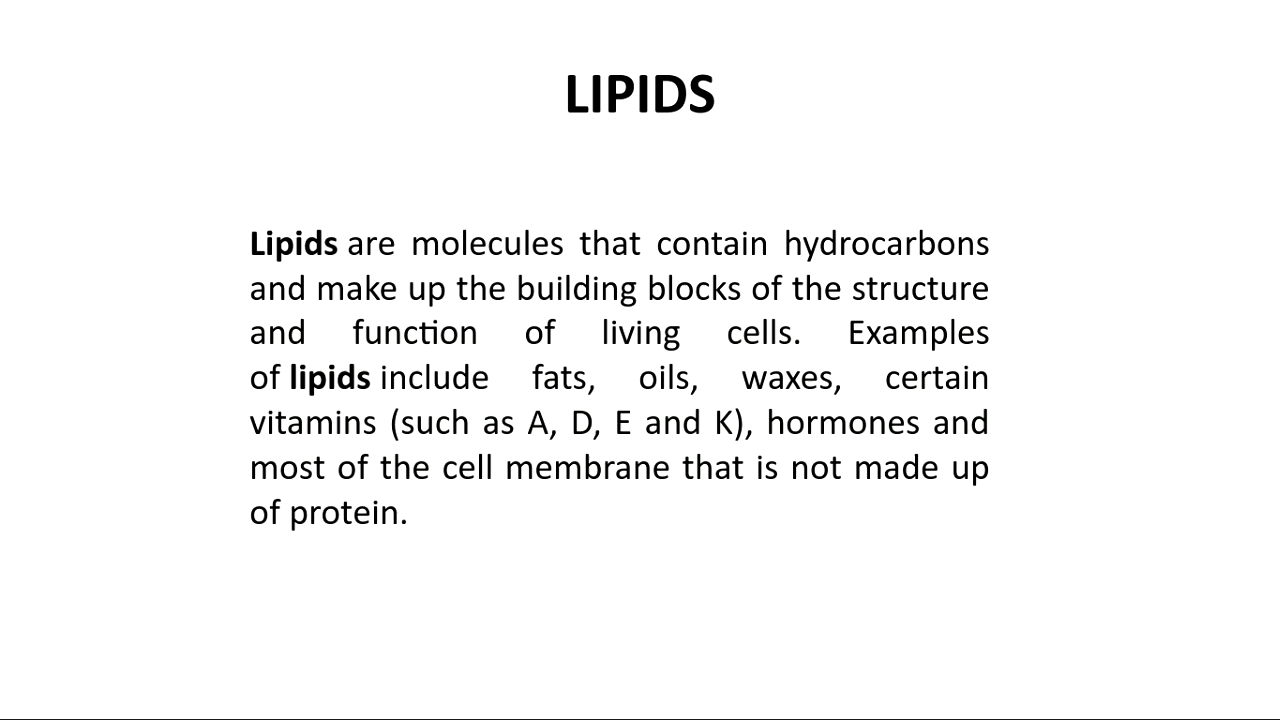 LIPIDS
Lipids are molecules that contain hydrocarbons
and make up the building blocks of the structure
and function of living cells. Examples
of lipids include fats, oils, waxes, certain
vitamins (such as A, D, E and K), hormones and
most of the cell membrane that is not made up
of protein.